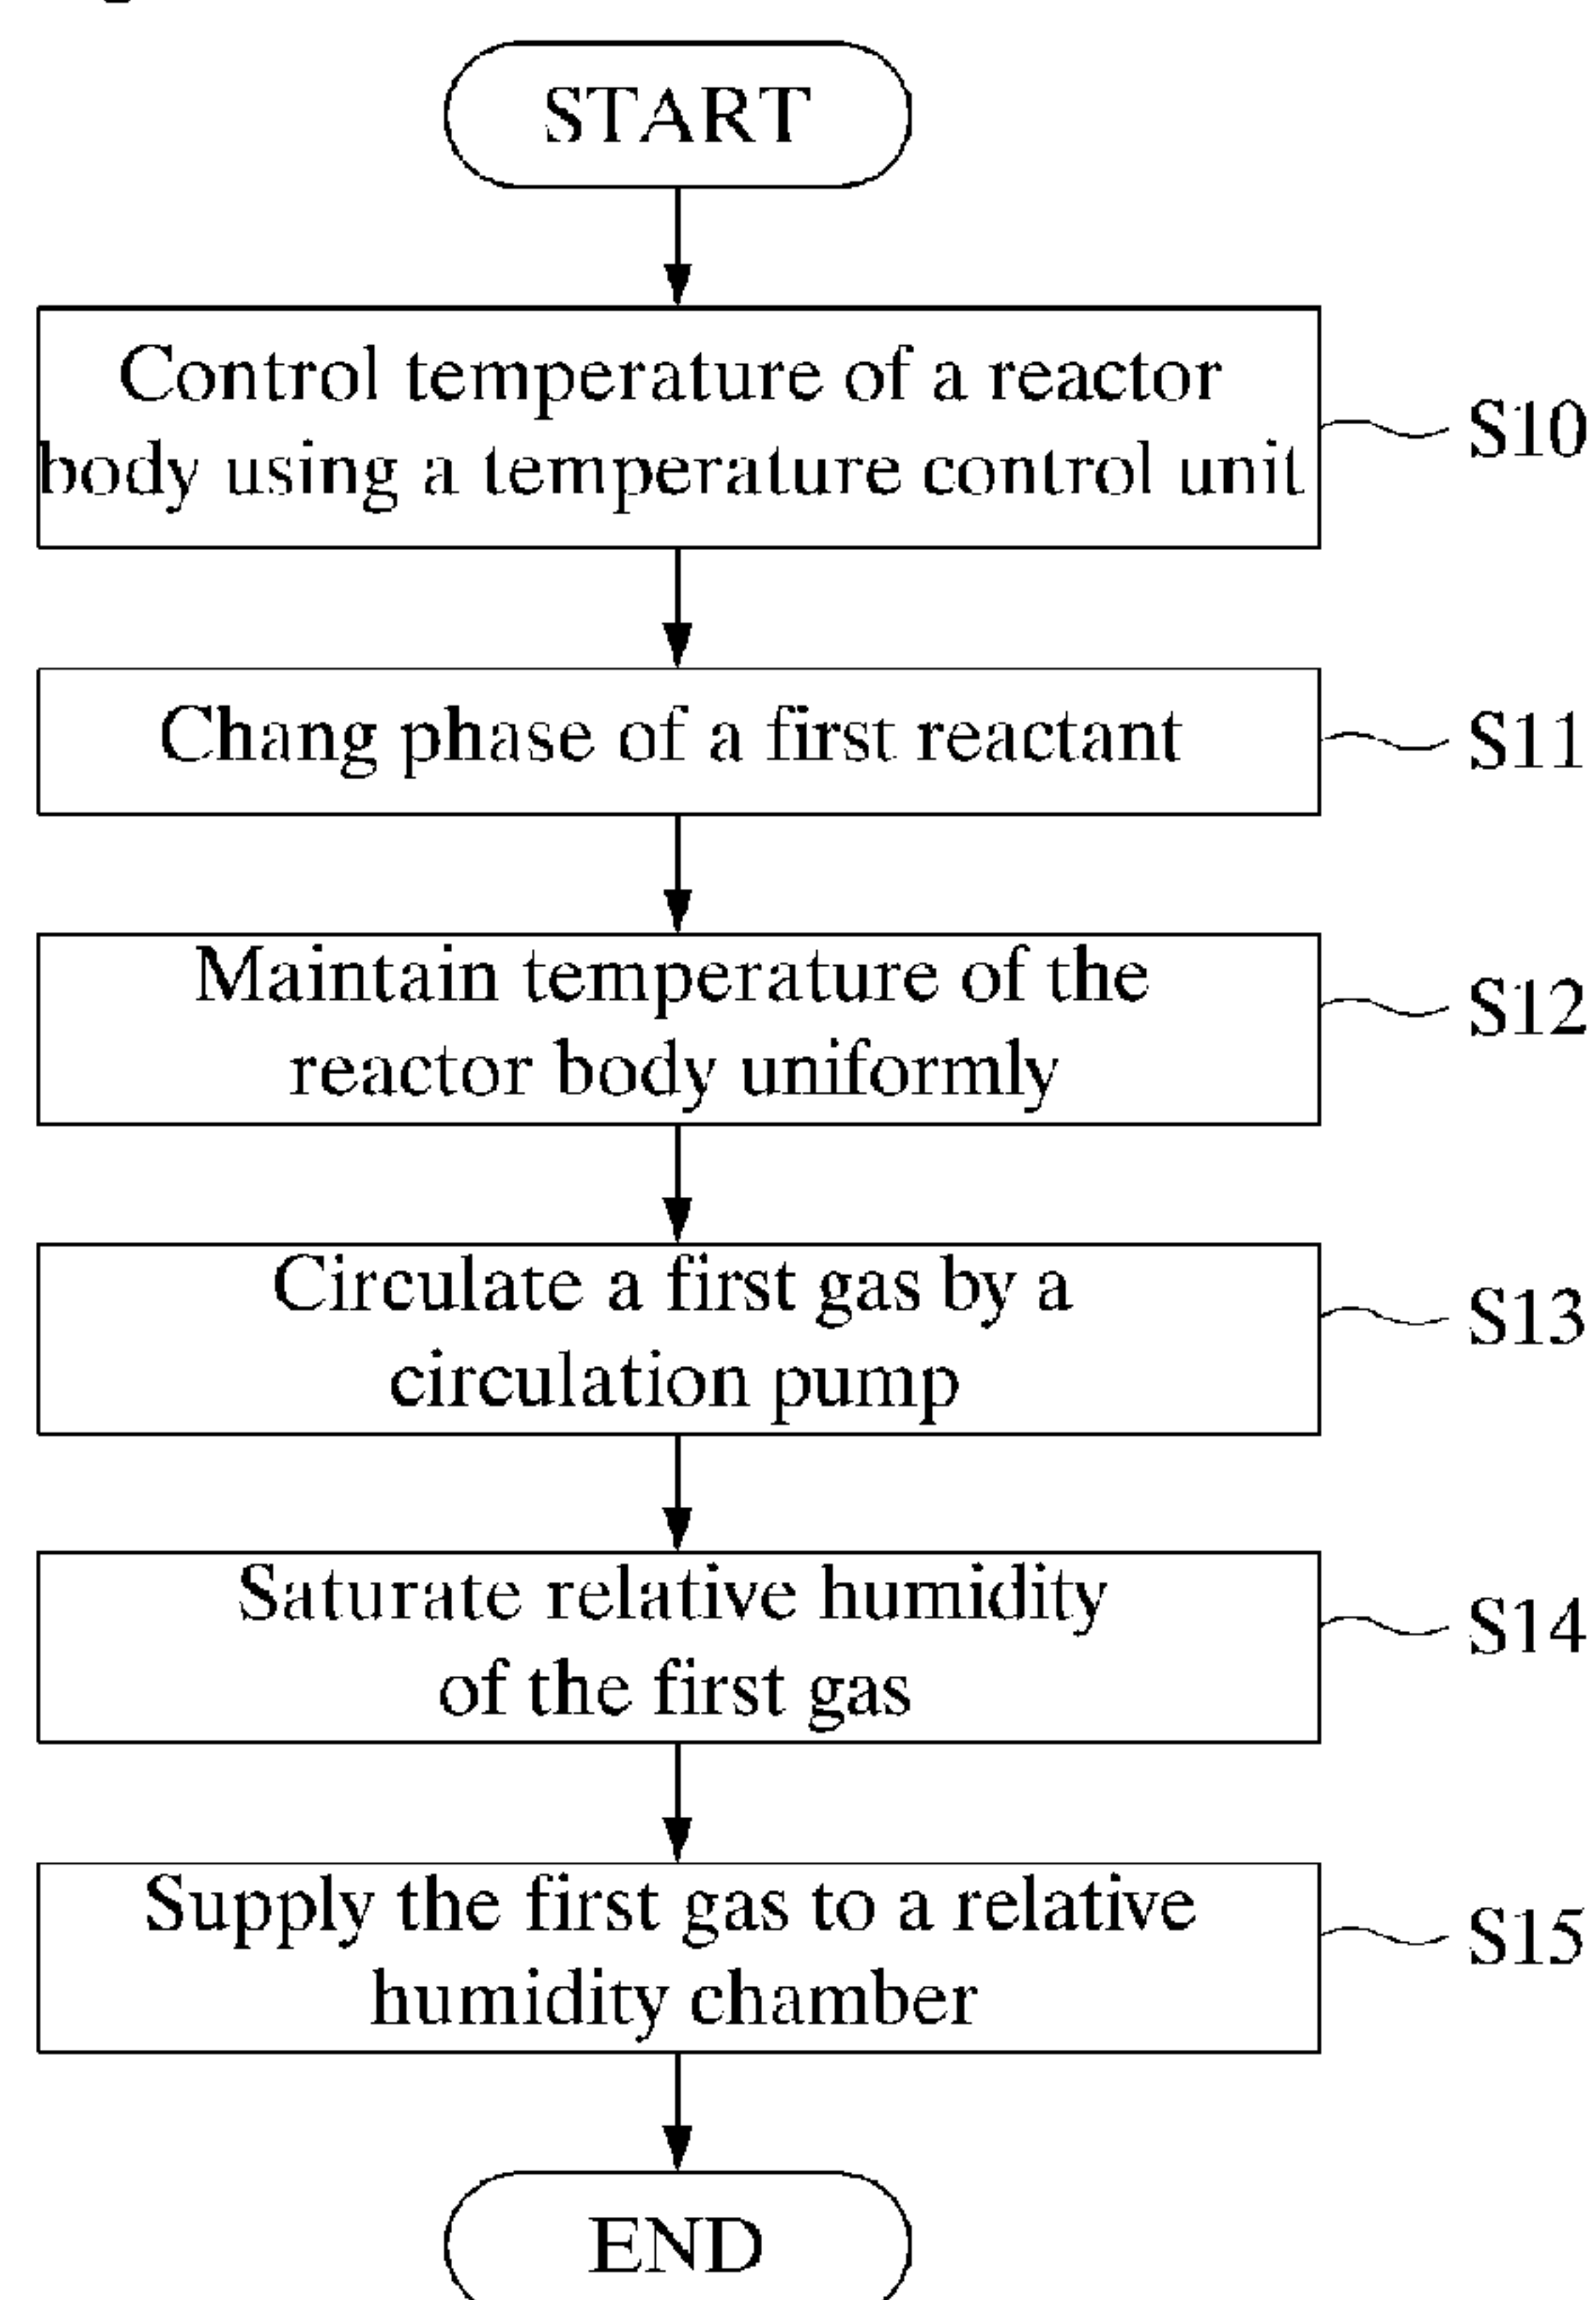 START
Control temperature of a reactor
body using a temperature control unit
S10
Chang phase of a first reactant
S11
Maintain temperature of the
reactor body uniformly
S12
Circulate a first gas by a
circulation pump
S13
Saturate relative humidity
of the first gas
S14
Supply the first gas to a relative
humidity chamber
S15
END